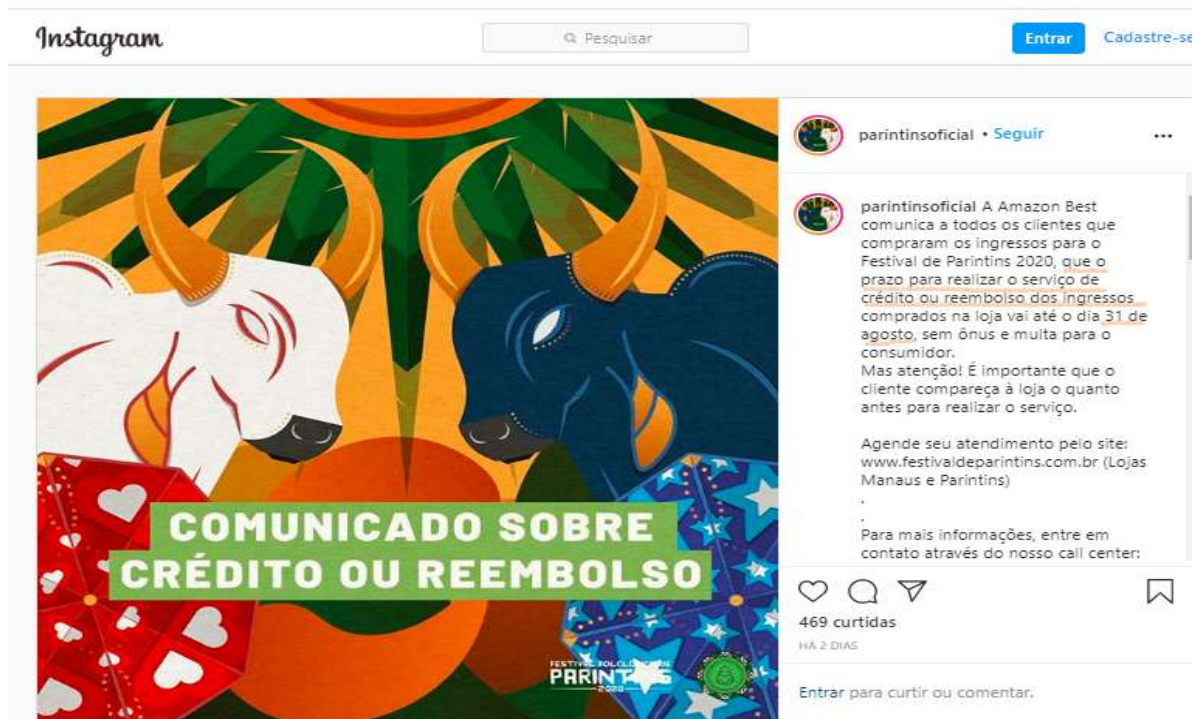 Instagram
Pesquisar
Entrar
Cadastre-se
parintinsoficial • Seguir
parintinsoficial A Amazon Best
comunica a todos os clientes que
compraram os ingressos para o
Festival de Parintins 2020, que o
prazo para realizar o serviço de
crédito ou reembolso dos ingressos
comprados na loja vai até o dia 31 de
agosto, sem ônus e multa para o
consumidor.
Mas atenção! É importante que o
cliente compareça à loja o quanto
antes para realizar o serviço.
Agende seu atendimento pelo site:
www.festivaldeparintins.com.br (Lojas
Manaus e Parintins)
.
.
Para mais informações, entre em
contato através do nosso call center:
469 curtidas
HÁ 2 DIAS
Entrar para curtir ou comentar.
COMUNICADO SOBRE
CRÉDITO OU REEMBOLSO
FESTIVAL
PARINTINS
2020